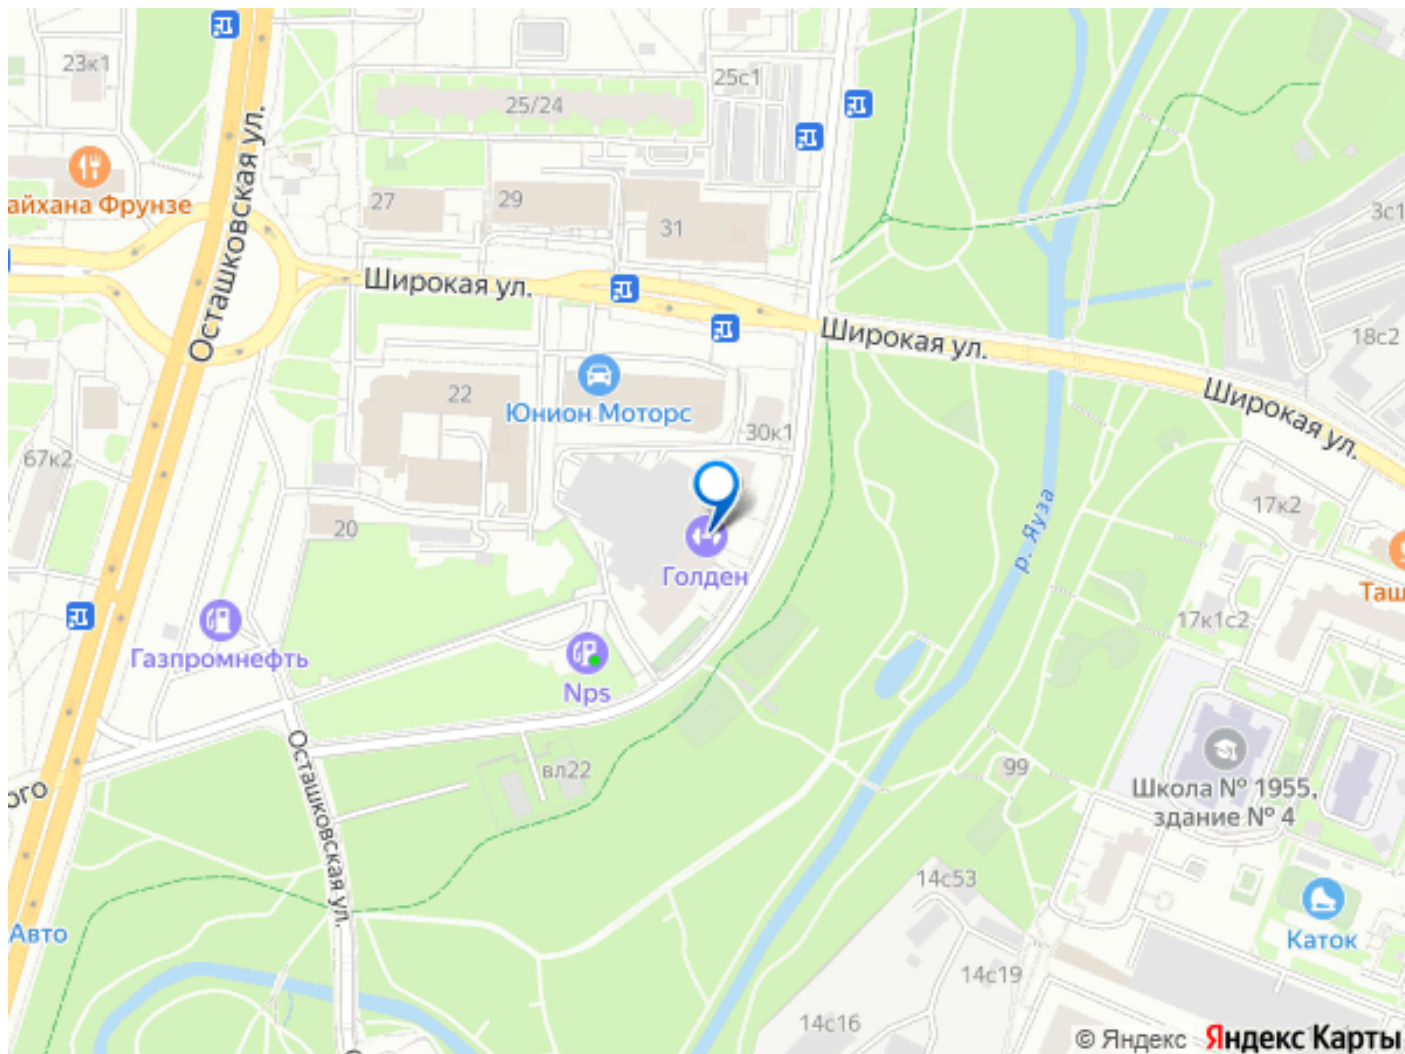 23к1
Осташковская ул.
25/24
25с1
айхана Фрунзе
27
29
31
3с1
Широкая ул.
Широкая ул.
18с2
Широкая ул.
22
Юнион Моторс
30к1
67к2
20
Голден
р. Яуза
17к2
Таш
17к1с2
Газпромнефть
Nps
Осташковская ул.
ого
вл22
99
Школа № 1955,
здание № 4
14с53
Авто
Каток
14с19
14с16
© Яндекс Яндекс Карты